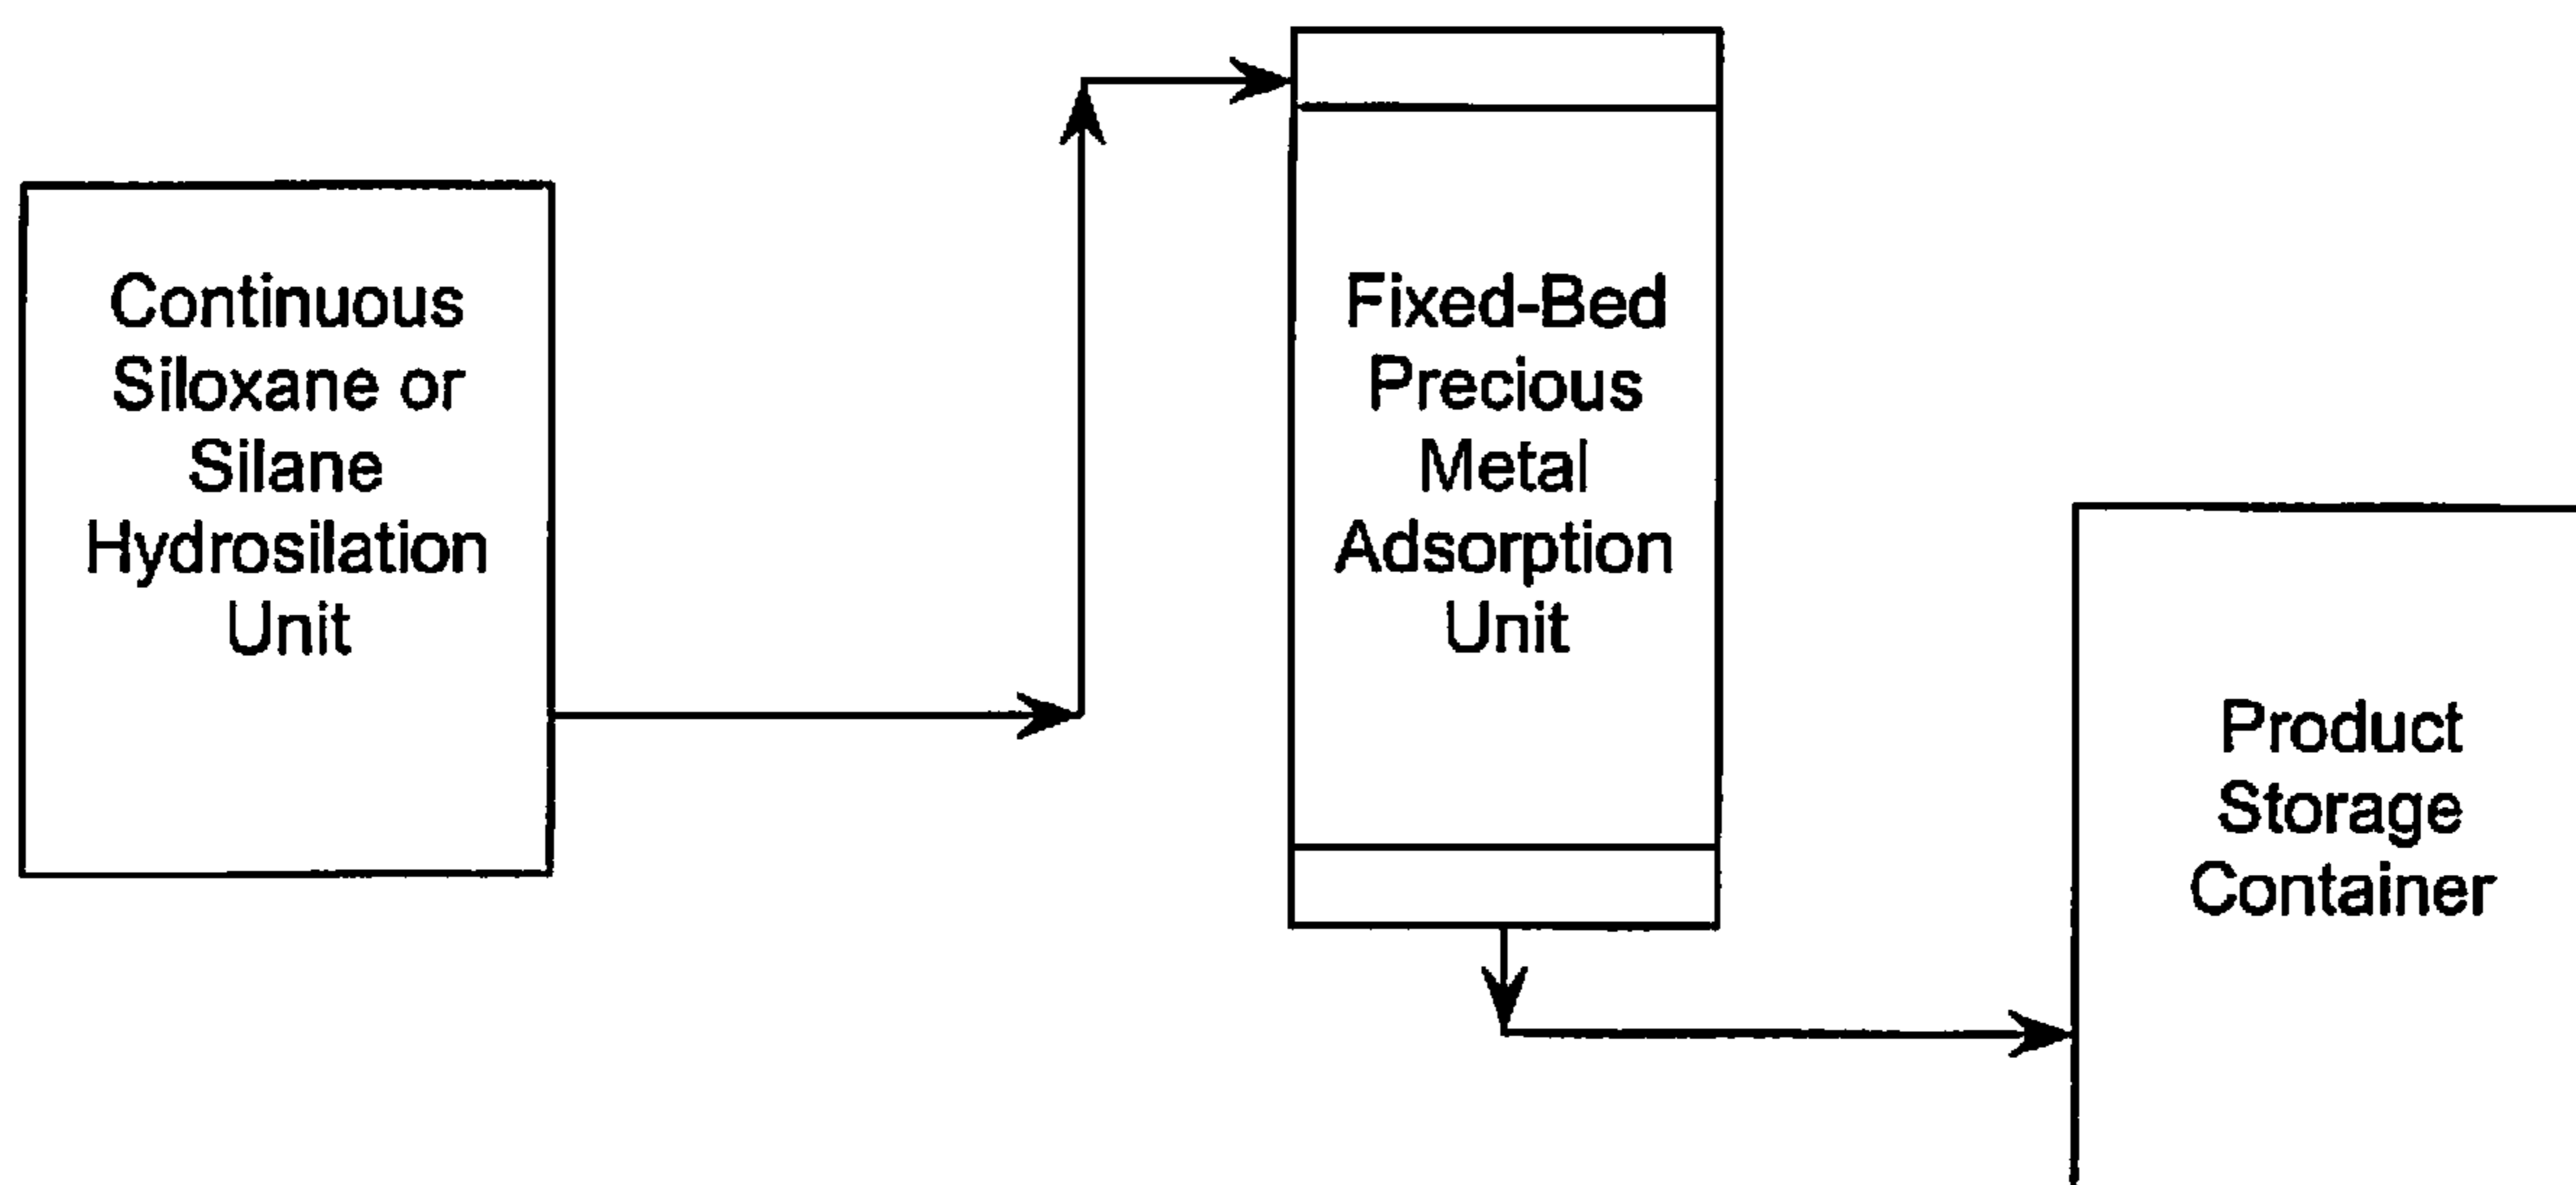 Continuous
Siloxane or
Silane
Hydrosilation
Unit
Fixed-Bed
Precious
Metal
Adsorption
Unit
Product
Storage
Container